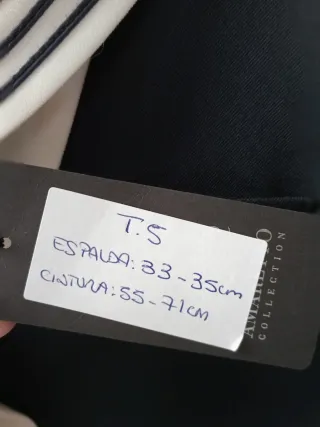 T.S
ESPALDA: 33-35cm
CINTURA: 55-71cm
COLLECTION